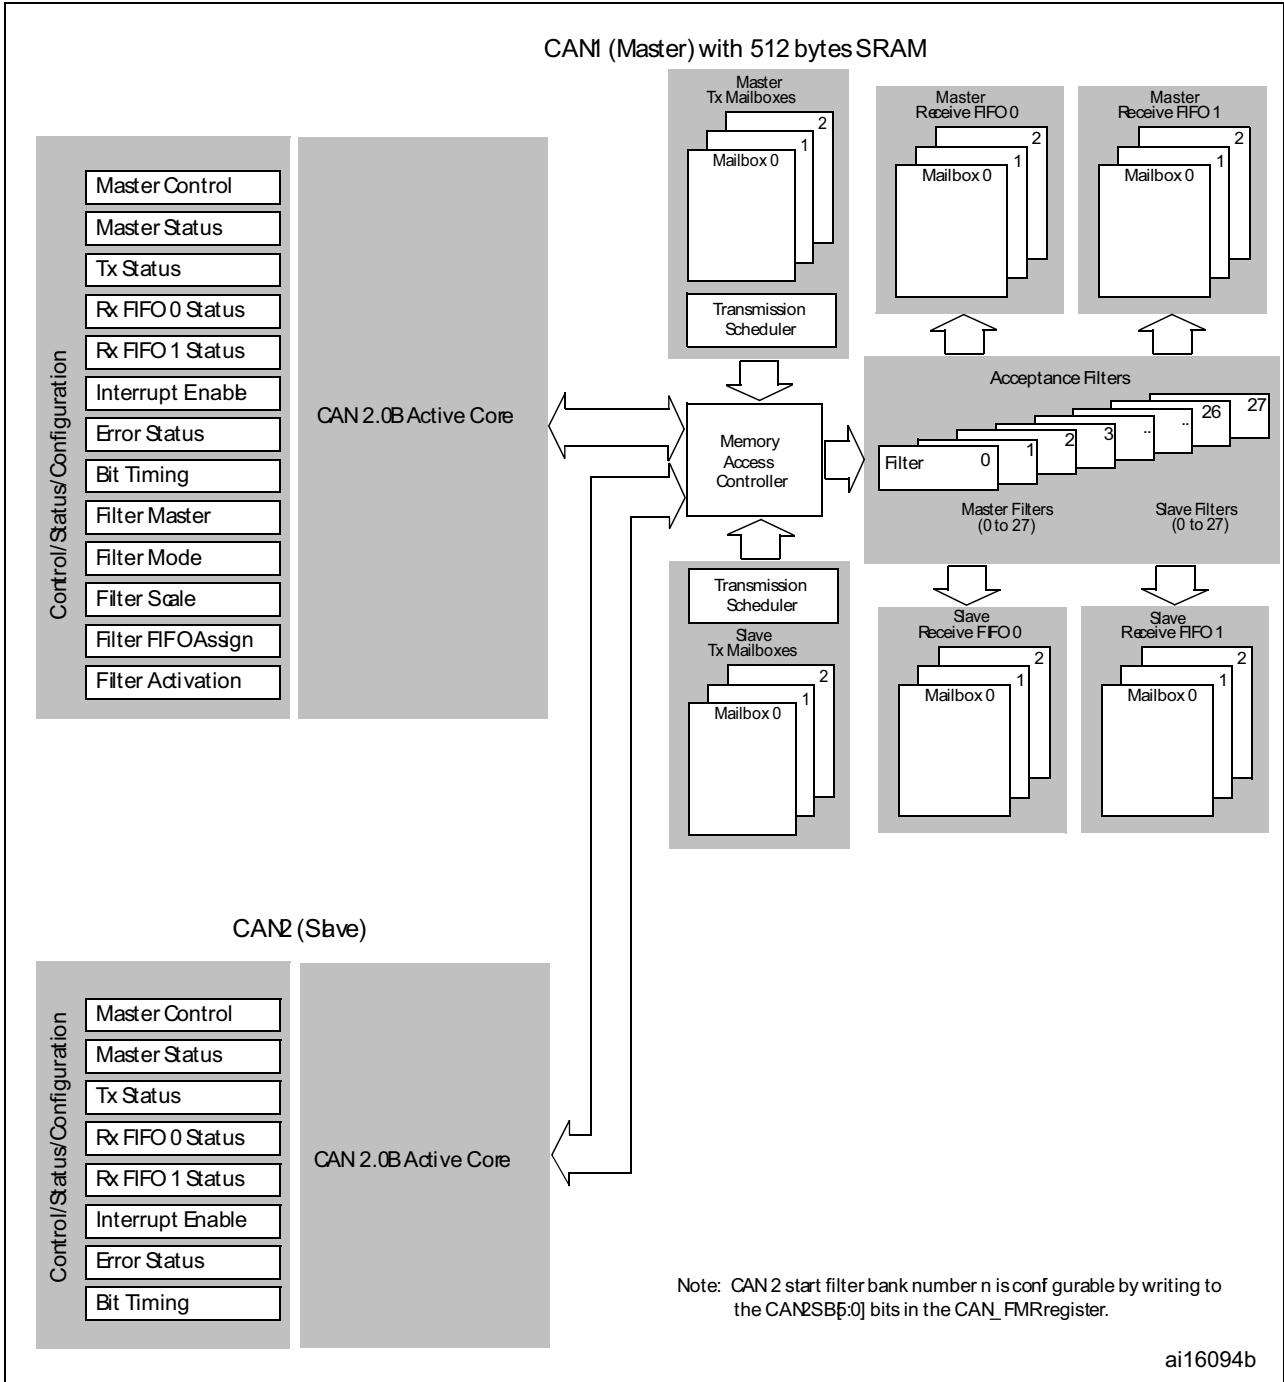 CAN1 (Master) with 512 bytes SRAM
Control/Status/Configuration
Master Control
Master Status
Tx Status
Rx FIFO 0 Status
Rx FIFO 1 Status
Interrupt Enable
Error Status
Bit Timing
Filter Master
Filter Mode
Filter Scale
Filter FIFO Assign
Filter Activation
CAN 2.0B Active Core
Master
Tx Mailboxes
2
1
Mailbox 0
Transmission
Scheduler
Master
Receive FIFO 0
2
1
Mailbox 0
Master
Receive FIFO 1
2
1
Mailbox 0
Memory
Access
Controller
Acceptance Filters
Filter 0 1 2 3 .. .. 26 27
Master Filters
(0 to 27)
Slave Filters
(0 to 27)
Transmission
Scheduler
Slave
Tx Mailboxes
2
1
Mailbox 0
Slave
Receive FIFO 0
2
1
Mailbox 0
Slave
Receive FIFO 1
2
1
Mailbox 0
CAN2 (Slave)
Control/Status/Configuration
Master Control
Master Status
Tx Status
Rx FIFO 0 Status
Rx FIFO 1 Status
Interrupt Enable
Error Status
Bit Timing
CAN 2.0B Active Core
Note: CAN 2 start filter bank number n is conf gurable by writing to
the CAN2SB[5:0] bits in the CAN_FMR register.
ai16094b